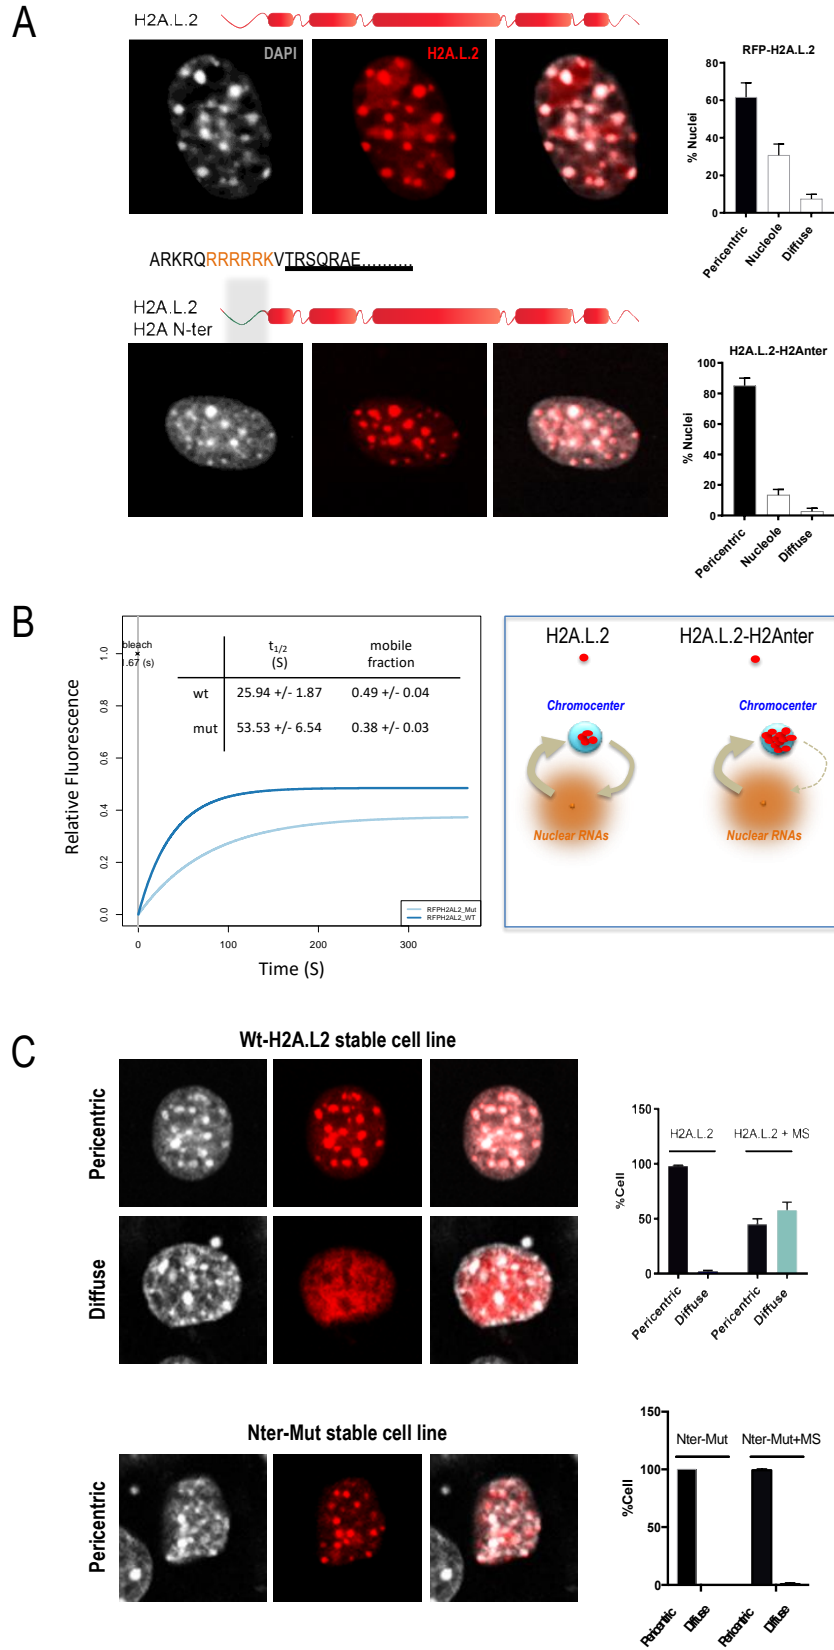 A
H2A.L.2
DAPI
H2A.L.2
RFP-H2A.L.2
% Nuclei
80
60
40
20
0
Pericentric
Nucleole
Diffuse
ARKRQRRRRRKVTRSQRAE..........
H2A.L.2
H2A N-ter
H2A.L.2-H2Anter
% Nuclei
100
80
60
40
20
0
Pericentric
Nucleole
Diffuse
B
bleach
1.67 (s)
t1/2 (S)
mobile fraction
wt 25.94 +/- 1.87 0.49 +/- 0.04
mut 53.53 +/- 6.54 0.38 +/- 0.03
Relative Fluorescence
1.0
0.8
0.6
0.4
0.2
0.0
0 100 200 300
Time (S)
RFPH2AL2_Mut
RFPH2AL2_WT
H2A.L.2
H2A.L.2-H2Anter
Chromocenter
Chromocenter
Nuclear RNAs
Nuclear RNAs
C
Wt-H2A.L2 stable cell line
Pericentric
Diffuse
%Cell
150
100
50
0
H2A.L.2
H2A.L.2 + MS
Pericentric
Diffuse
Pericentric
Diffuse
Nter-Mut stable cell line
Pericentric
%Cell
150
100
50
0
Nter-Mut
Nter-Mut+MS
Pericentric
Diffuse
Pericentric
Diffuse